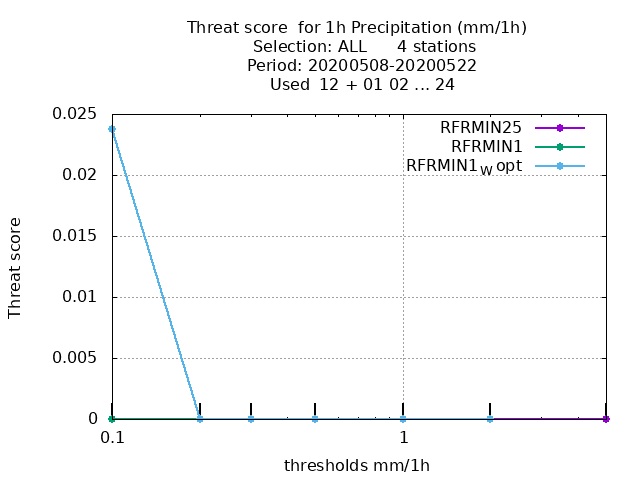 Threat score for 1h Precipitation (mm/1h)
Selection: ALL 4 stations
Period: 20200508-20200522
Used 12 + 01 02 ... 24
0.025
0.02
0.015
0.01
0.005
0
Threat score
RFRMIN25
RFRMIN1
RFRMIN1W opt
0.1 1
thresholds mm/1h